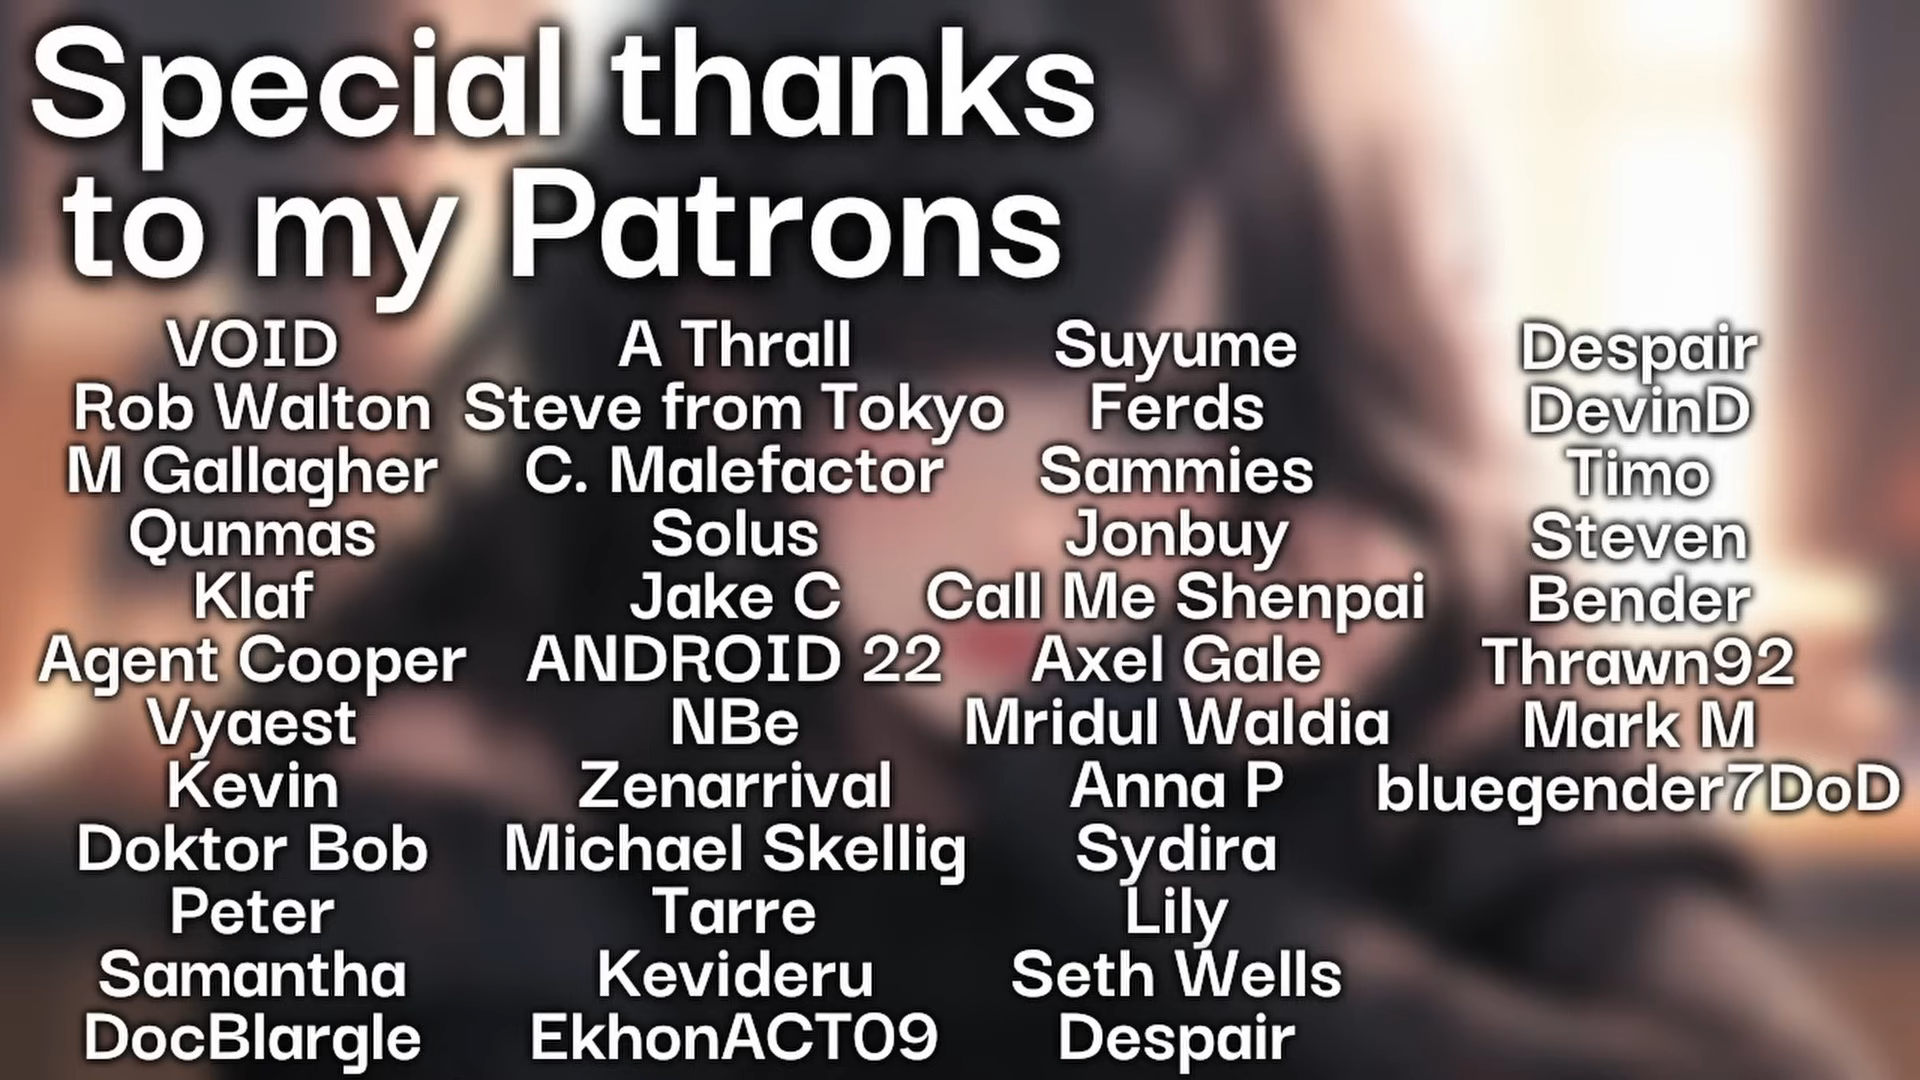 Special thanks
to my Patrons
VOID
Rob Walton
M Gallagher
Qunmas
Klaf
Agent Cooper
Vyaest
Kevin
Doktor Bob
Peter
Samantha
DocBlargle
A Thrall
Steve from Tokyo
C. Malefactor
Solus
Jake C
ANDROID 22
NBe
Zenarrival
Michael Skellig
Tarre
Kevideru
EkhonACT09
Suyume
Ferds
Sammies
Jonbuy
Call Me Shenpai
Axel Gale
Mridul Waldia
Anna P
Sydira
Lily
Seth Wells
Despair
Despair
DevinD
Timo
Steven
Bender
Thrawn92
Mark M
bluegender7DoD